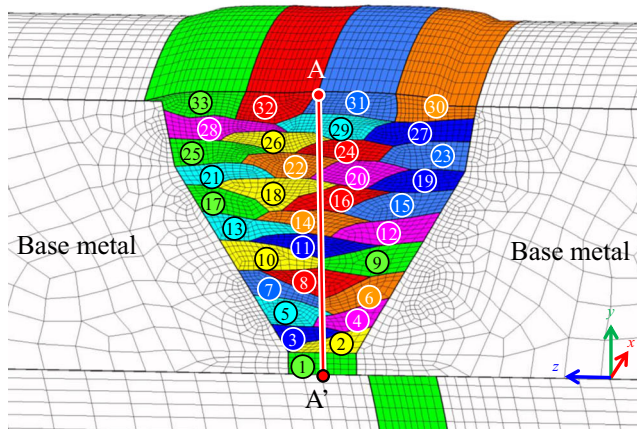 A
33 32 31 30
28 26 29 27
25 22 24 23
21 18 20 19
17 16 15
13 14 12
11
10 9
7 8 6
5 4
3 2
1
A'
Base metal
Base metal
y
x
z